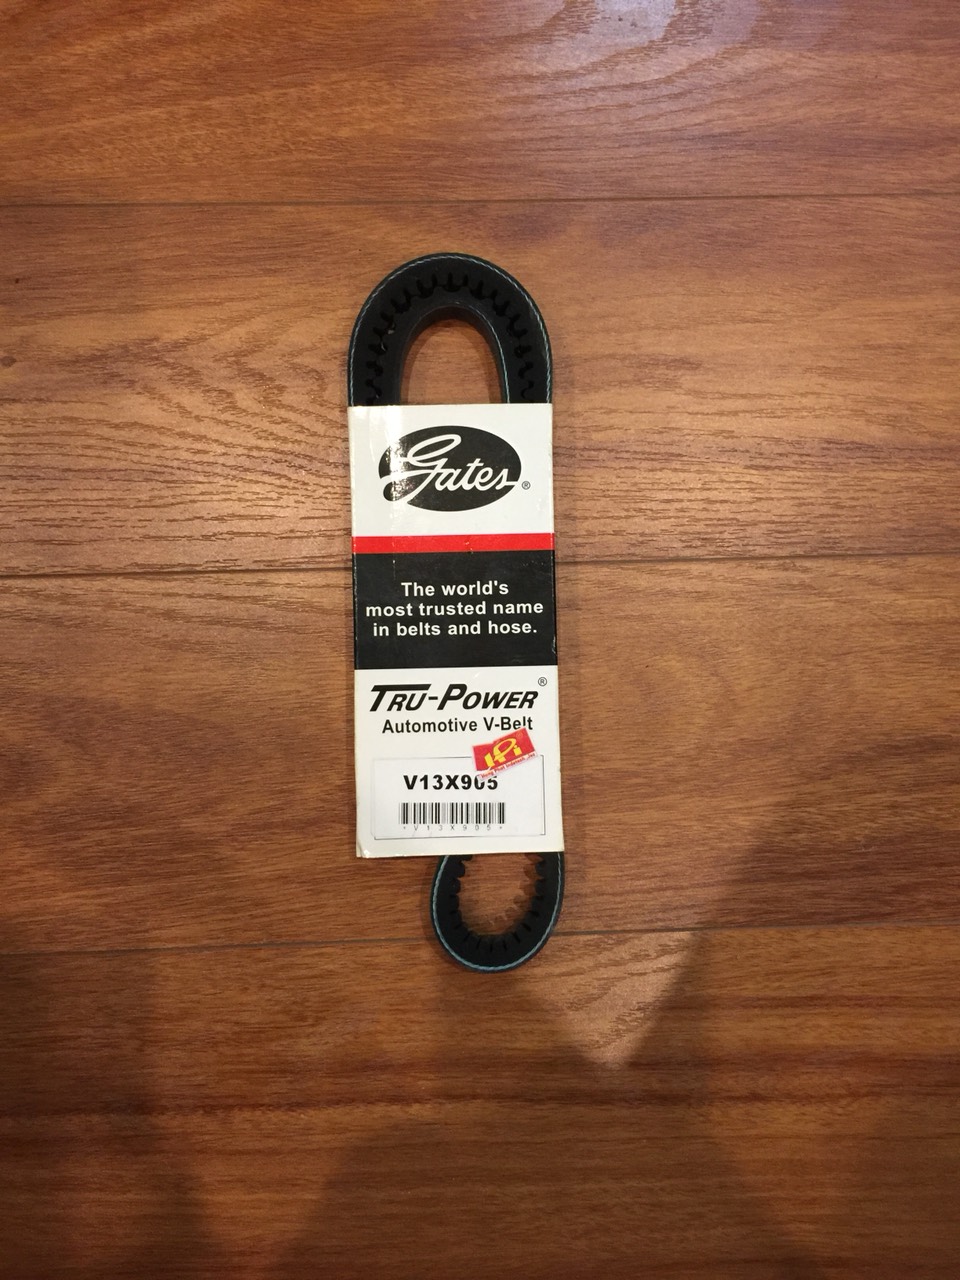 Gates®
The world's
most trusted name
in belts and hose.
TRU-POWER®
Automotive V-Belt
V13X905
*V13X905*